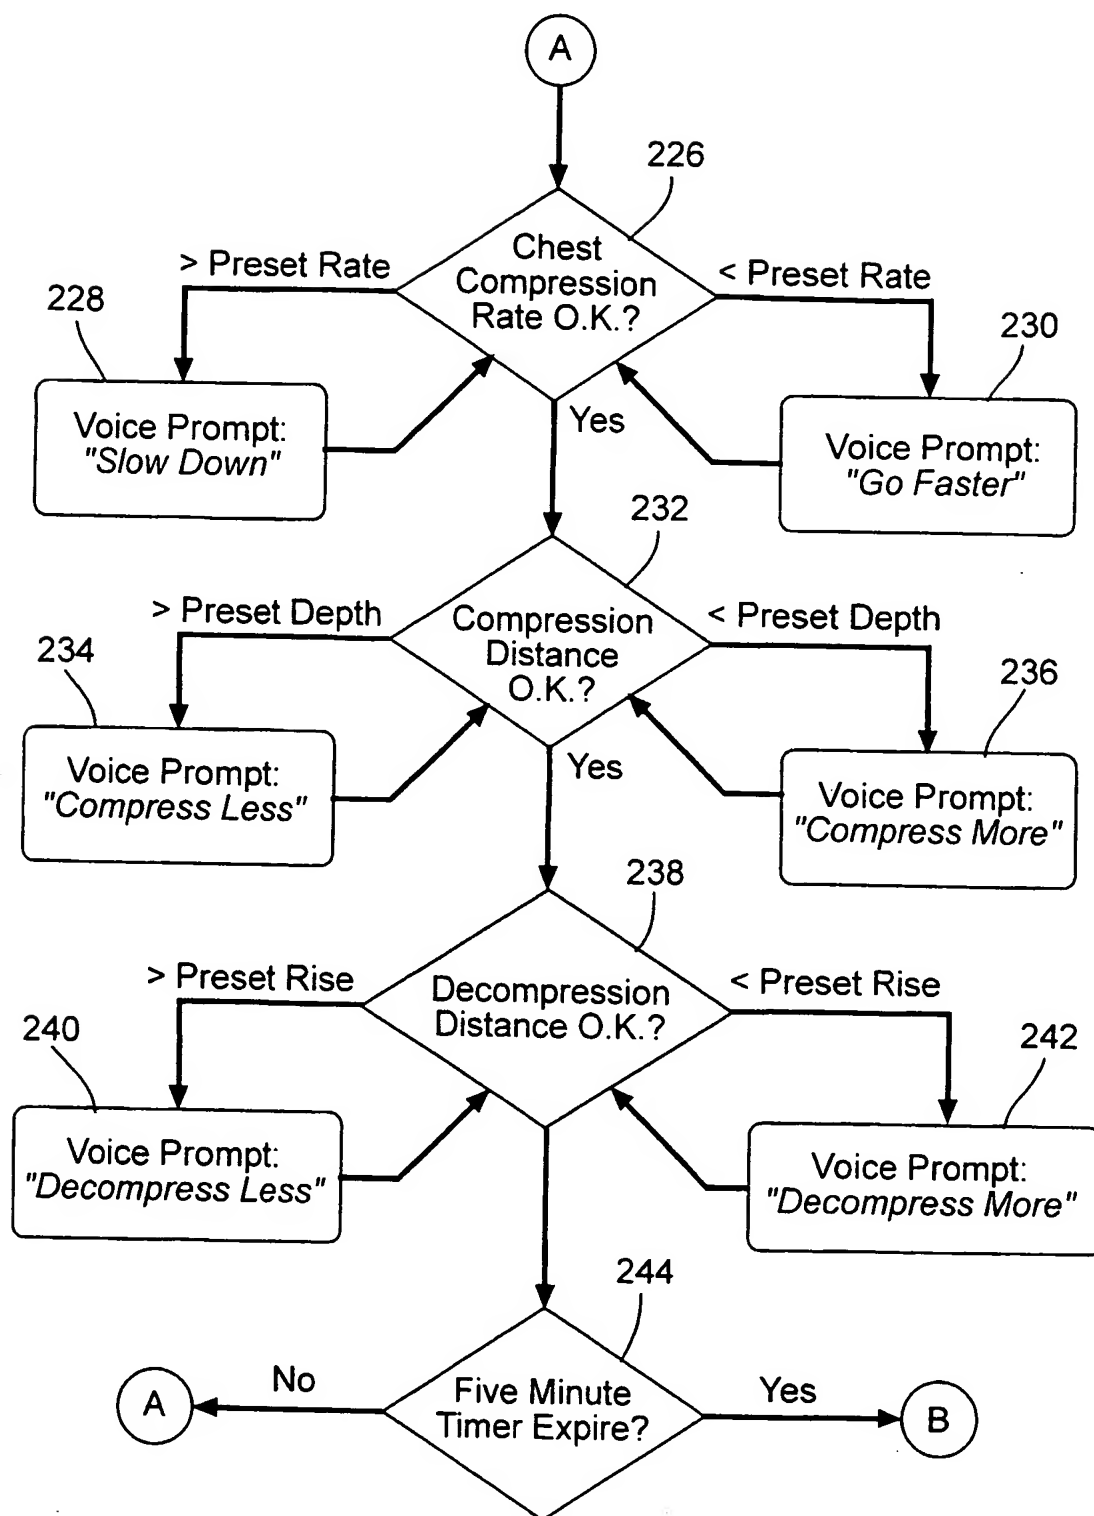 A
226
Chest
Compression
Rate O.K.?
> Preset Rate
< Preset Rate
228
230
Voice Prompt:
"Slow Down"
Yes
Voice Prompt:
"Go Faster"
232
> Preset Depth
< Preset Depth
Compression
Distance
O.K.?
234
236
Voice Prompt:
"Compress Less"
Yes
Voice Prompt:
"Compress More"
238
> Preset Rise
< Preset Rise
Decompression
Distance O.K.?
240
242
Voice Prompt:
"Decompress Less"
Voice Prompt:
"Decompress More"
244
A
No
Five Minute
Timer Expire?
Yes
B